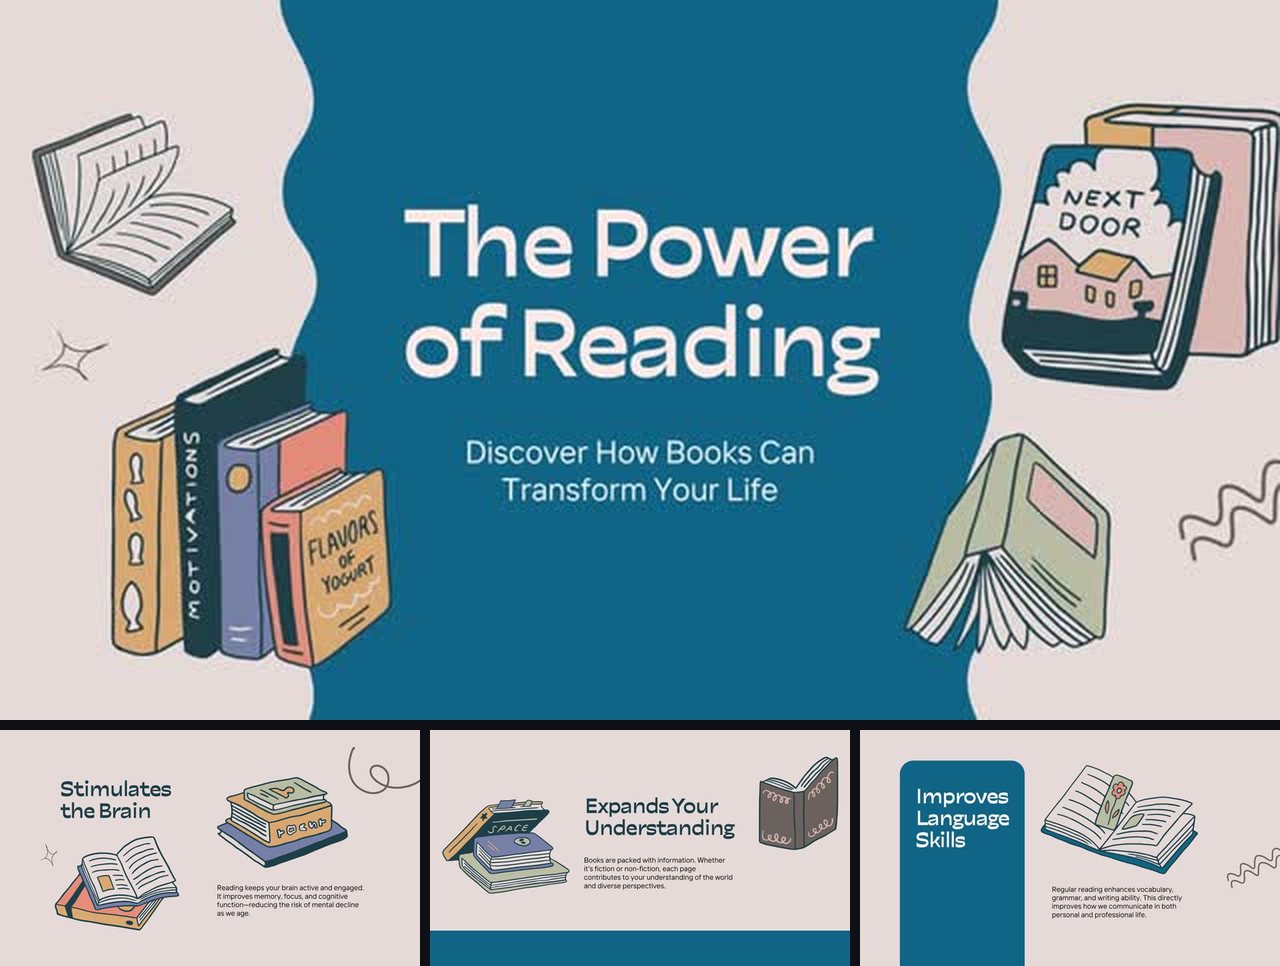 The Power
of Reading
Discover How Books Can
Transform Your Life
MOTIVATIONS
FLAVORS
OF
YOGURT
NEXT
DOOR
Stimulates
the Brain
Reading keeps your brain active and engaged.
It improves memory, focus, and cognitive
function—reducing the risk of mental decline
as we age.
SPACE
Expands Your
Understanding
Books are packed with information. Whether
it's fiction or non-fiction, each page
contributes to your understanding of the world
and diverse perspectives.
Improves
Language
Skills
Regular reading enhances vocabulary,
grammar, and writing ability. This directly
improves how we communicate in both
personal and professional life.